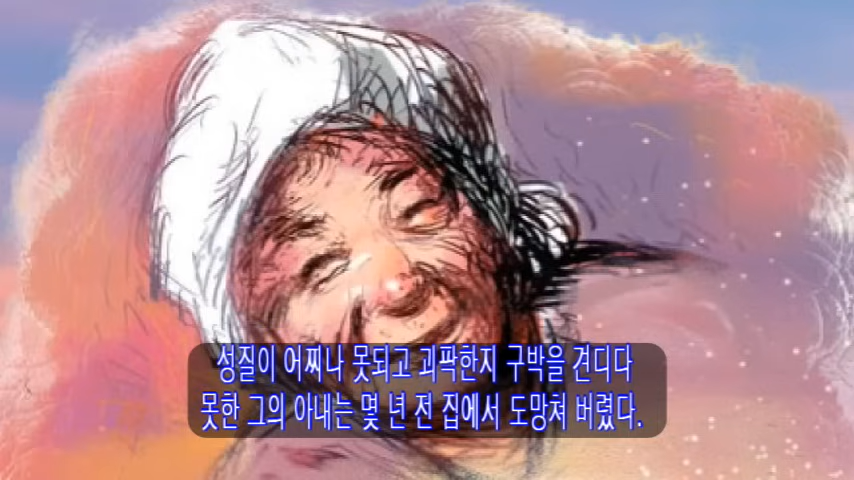 성질이 어찌나 못되고 괴팍한지 구박을 견디다
못한 그의 아내는 몇 년 전 집에서 도망쳐 버렸다.